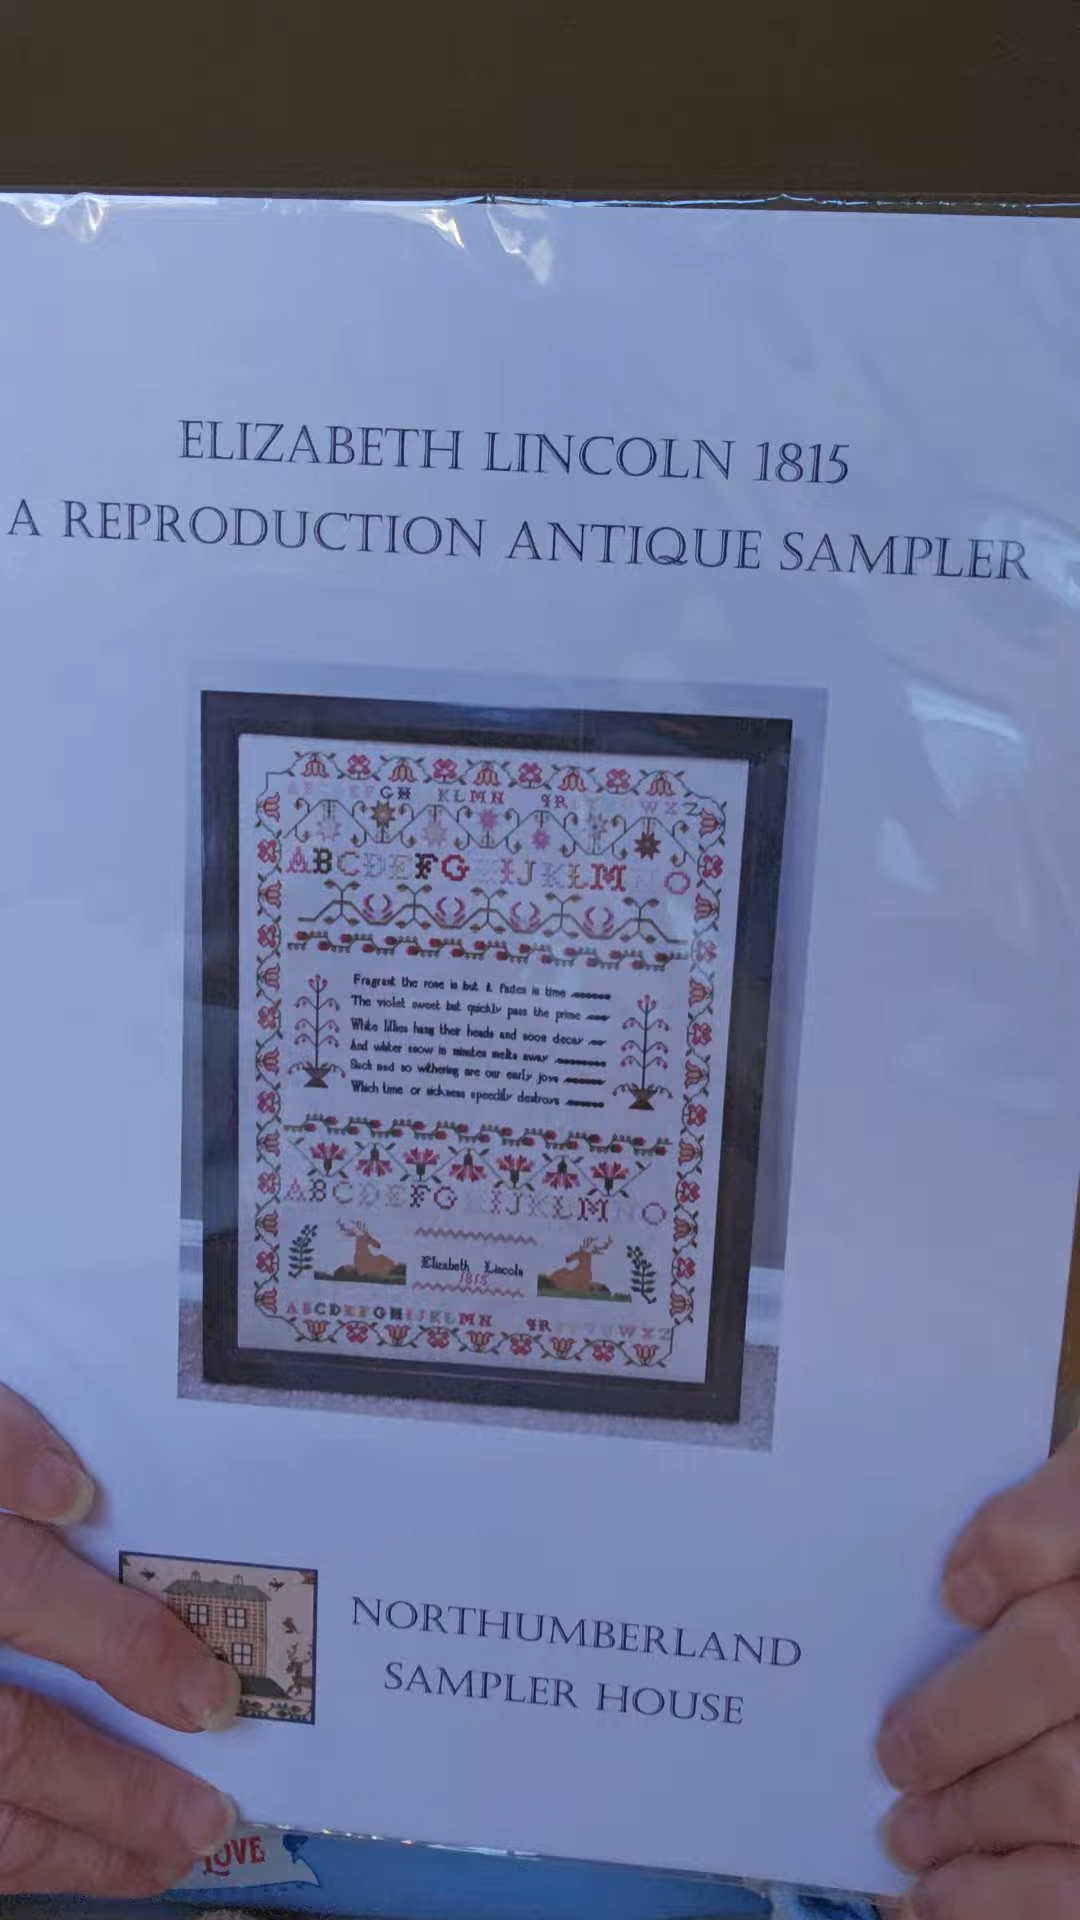 ELIZABETH LINCOLN 1815
A REPRODUCTION ANTIQUE SAMPLER
A B C D E F G H K L M N Q R W X Z
A B C D E F G I J K L M N O
Fragrant the rose is but it fades in time
The violet sweet but quickly pass the prime
White lillies hang their heads and soon decay
And whiter snow in minutes melts away
Such and so withering are our early joys
Which time or sickness speedily destroys
A B C D E F G I J K L M N O
Elizabeth Lincoln
1815
A B C D E F G H I J K L M N Q R W X Z
NORTHUMBERLAND
SAMPLER HOUSE
LOVE